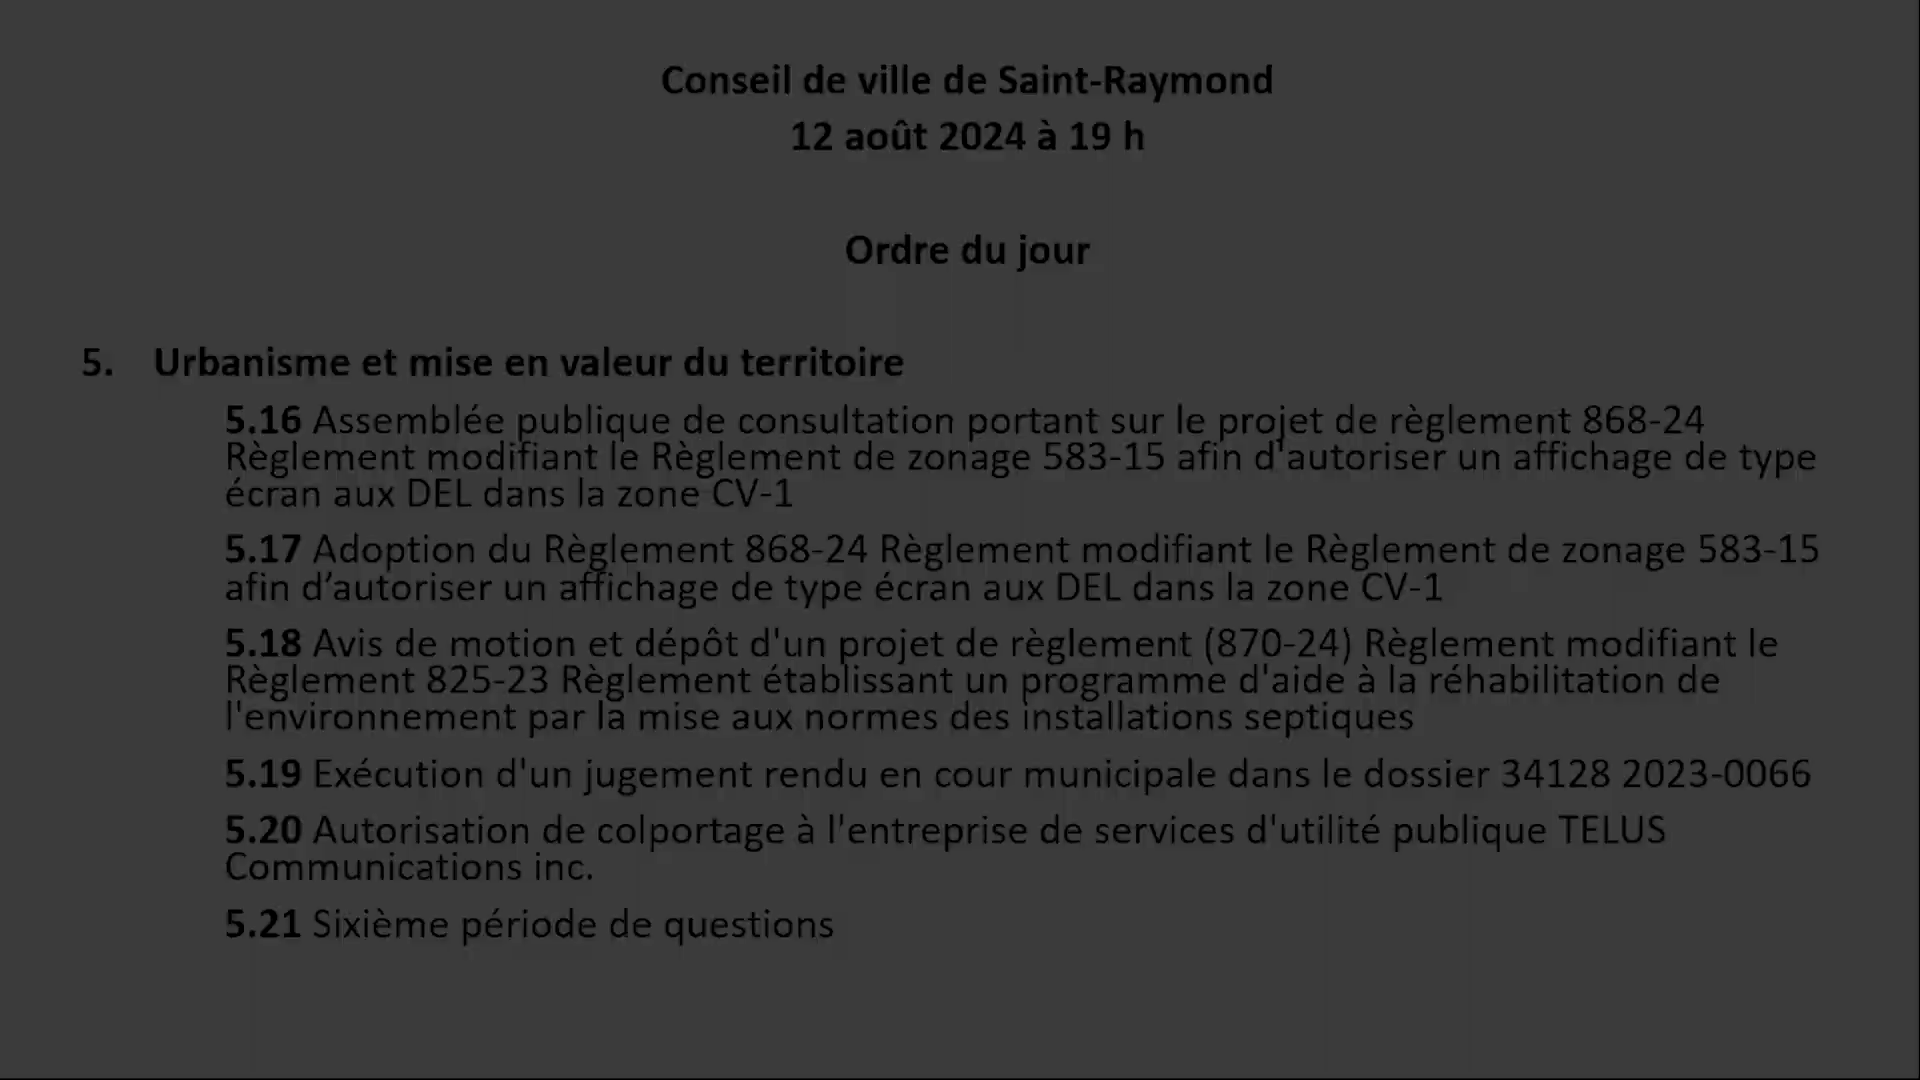 Conseil de ville de Saint-Raymond
12 août 2024 à 19 h
Ordre du jour
5. Urbanisme et mise en valeur du territoire
5.16 Assemblée publique de consultation portant sur le projet de règlement 868-24
Règlement modifiant le Règlement de zonage 583-15 afin d'autoriser un affichage de type
écran aux DEL dans la zone CV-1
5.17 Adoption du Règlement 868-24 Règlement modifiant le Règlement de zonage 583-15
afin d’autoriser un affichage de type écran aux DEL dans la zone CV-1
5.18 Avis de motion et dépôt d'un projet de règlement (870-24) Règlement modifiant le
Règlement 825-23 Règlement établissant un programme d'aide à la réhabilitation de
l'environnement par la mise aux normes des installations septiques
5.19 Exécution d'un jugement rendu en cour municipale dans le dossier 34128 2023-0066
5.20 Autorisation de colportage à l'entreprise de services d'utilité publique TELUS
Communications inc.
5.21 Sixième période de questions